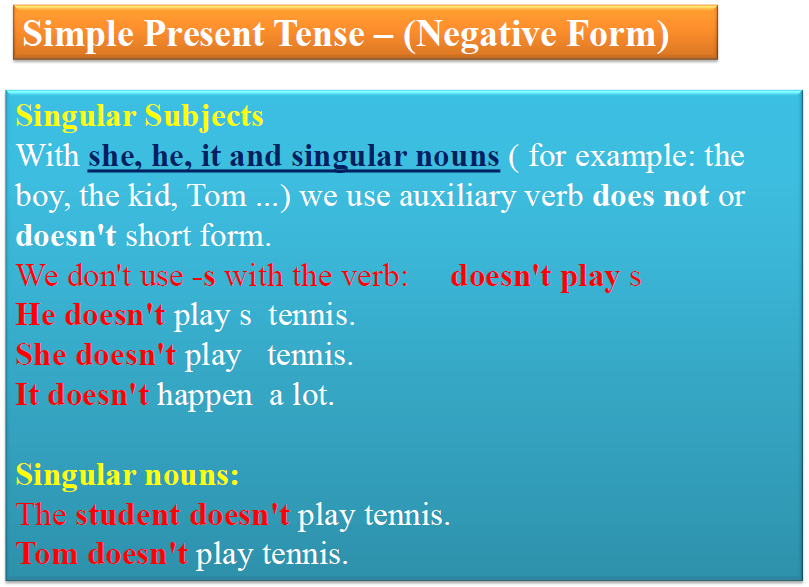 Simple Present Tense – (Negative Form)
Singular Subjects
With she, he, it and singular nouns ( for example: the
boy, the kid, Tom ...) we use auxiliary verb does not or
doesn't short form.
We don't use -s with the verb: doesn't play s
He doesn't play s tennis.
She doesn't play tennis.
It doesn't happen a lot.
Singular nouns:
The student doesn't play tennis.
Tom doesn't play tennis.